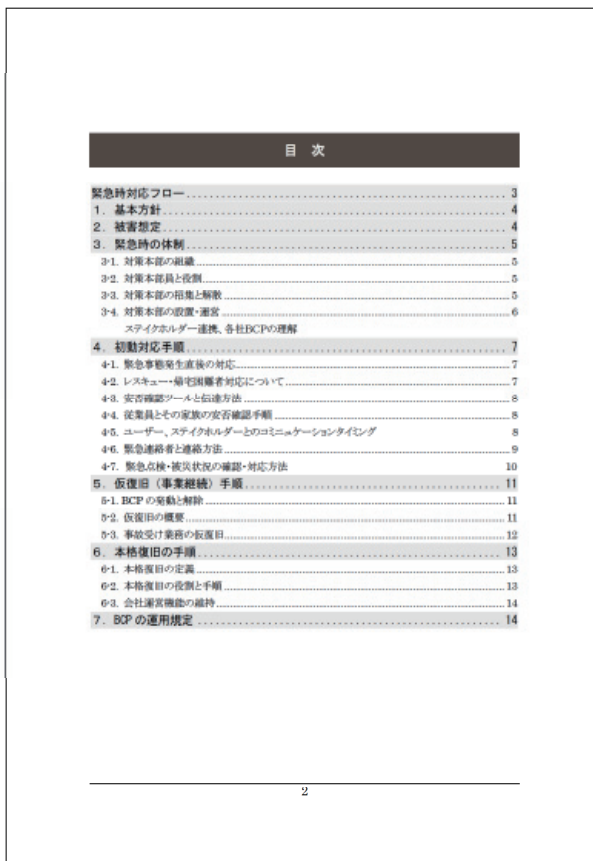 目 次
緊急時対応フロー 3
1. 基本方針 4
2. 被害想定 4
3. 緊急時の体制 5
3-1. 対策本部の組織 5
3-2. 対策本部員と役割 5
3-3. 対策本部の招集と解散 5
3-4. 対策本部の設置・運営 6
ステイクホルダー連携、各社BCPの理解
4. 初動対応手順 7
4-1. 緊急事態発生直後の対応 7
4-2. レスキュー・帰宅困難者対応について 7
4-3. 安否確認ツールと伝達方法 8
4-4. 従業員とその家族の安否確認手順 8
4-5. ユーザー、ステイクホルダーとのコミュニケーションタイミング 8
4-6. 緊急連絡者と連絡方法 9
4-7. 緊急点検・被災状況の確認・対応方法 10
5. 仮復旧（事業継続）手順 11
5-1. BCP の発動と解除 11
5-2. 仮復旧の概要 11
5-3. 事故受け業務の仮復旧 12
6. 本格復旧の手順 13
6-1. 本格復旧の定義 13
6-2. 本格復旧の役割と手順 13
6-3. 会社運営機能の維持 14
7. BCP の運用規定 14
2